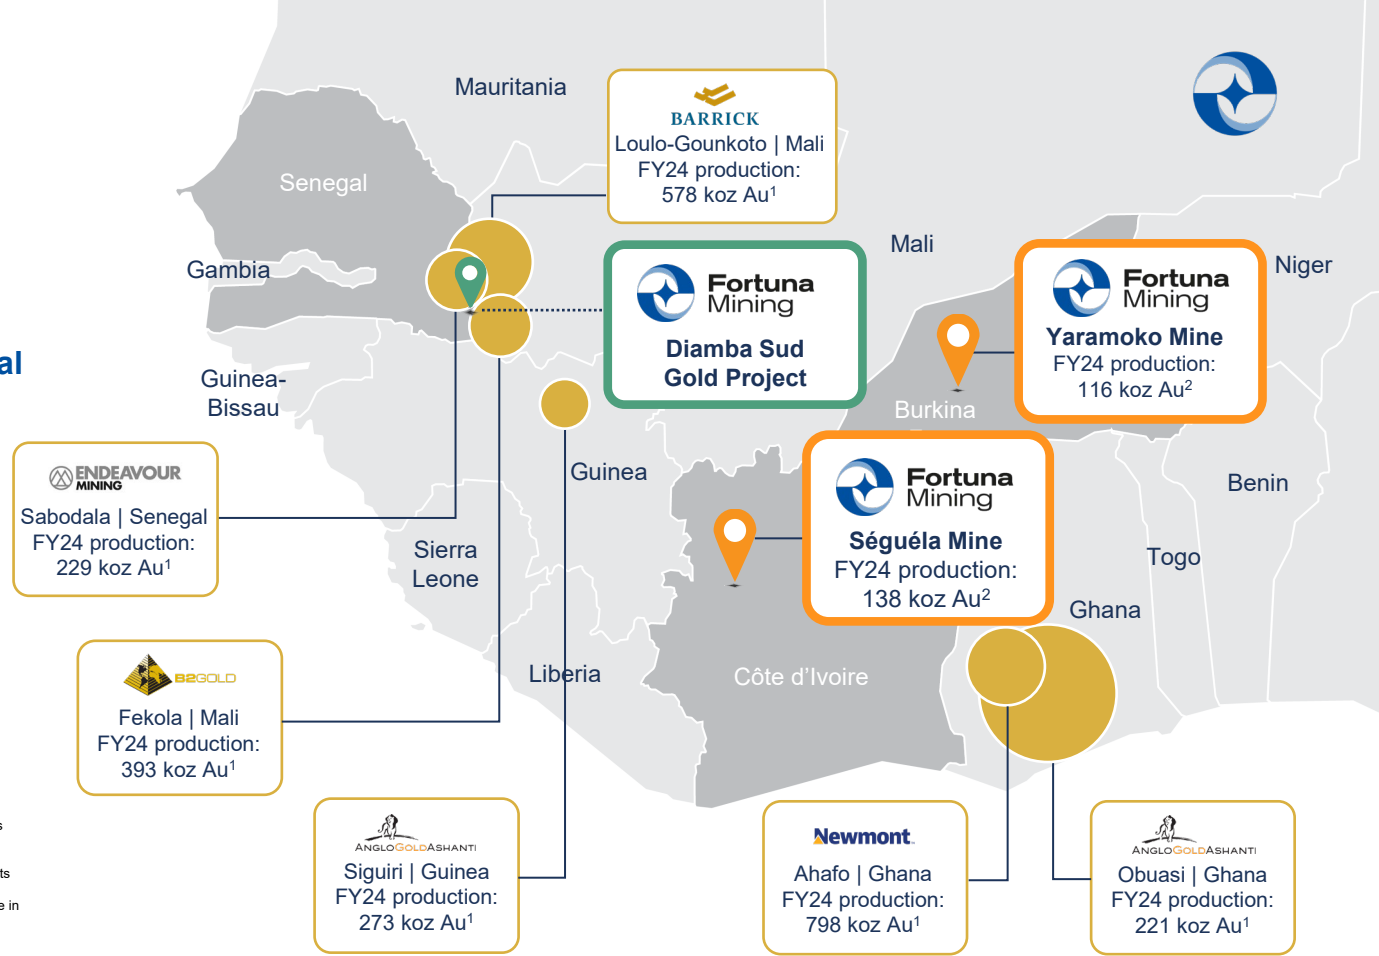 Mauritania
BARRICK
Loulo-Gounkoto | Mali
FY24 production:
578 koz Au¹
Senegal
Mali
Gambia
Niger
Fortuna
Mining
Diamba Sud
Gold Project
Fortuna
Mining
Yaramoko Mine
FY24 production:
116 koz Au²
al
Guinea-
Bissau
Burkina
ENDEAVOUR
MINING
Sabodala | Senegal
FY24 production:
229 koz Au¹
Guinea
Fortuna
Mining
Séguéla Mine
FY24 production:
138 koz Au²
Benin
Togo
Sierra
Leone
Ghana
Liberia
Côte d’Ivoire
B2GOLD
Fekola | Mali
FY24 production:
393 koz Au¹
s
ts
e in
ANGLOGOLDASHANTI
Siguiri | Guinea
FY24 production:
273 koz Au¹
Newmont
Ahafo | Ghana
FY24 production:
798 koz Au¹
ANGLOGOLDASHANTI
Obuasi | Ghana
FY24 production:
221 koz Au¹